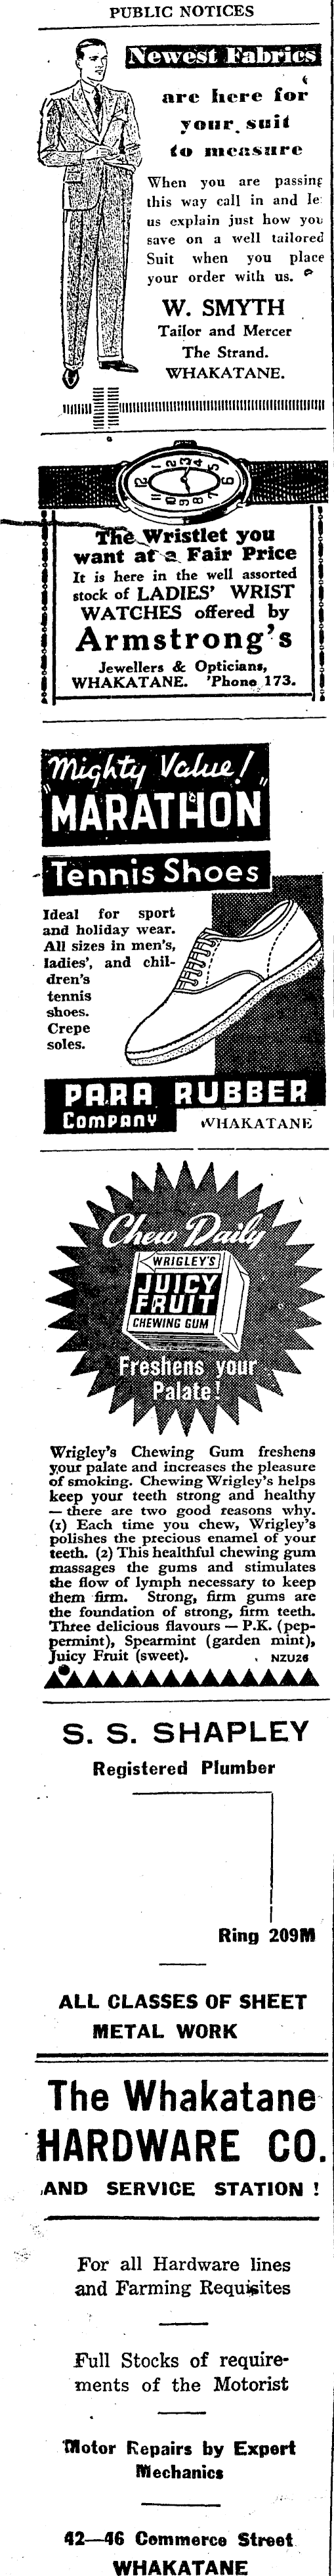 PUBLIC NOTICES
Newest Fabrics
are here for
your suit
to measure
When you are passing
this way call in and le
us explain just how you
save on a well tailored
Suit when you place
your order with us.
W. SMYTH
Tailor and Mercer
The Strand.
WHAKATANE.
The Wristlet you
want at a Fair Price
It is here in the well assorted
stock of LADIES' WRIST
WATCHES offered by
Armstrong's
Jewellers & Opticians,
WHAKATANE. 'Phone 173.
Mighty Value!
"MARATHON"
Tennis Shoes
Ideal for sport
and holiday wear.
All sizes in men's,
ladies', and chil-
dren's
tennis
shoes.
Crepe
soles.
PARA RUBBER
COMPANY WHAKATANE
Chew Daily
WRIGLEY'S
JUICY
FRUIT
CHEWING GUM
Freshens your
Palate!
Wrigley's Chewing Gum freshens
your palate and increases the pleasure
of smoking. Chewing Wrigley's helps
keep your teeth strong and healthy
— there are two good reasons why.
(1) Each time you chew, Wrigley's
polishes the precious enamel of your
teeth. (2) This healthful chewing gum
massages the gums and stimulates
the flow of lymph necessary to keep
them firm. Strong, firm gums are
the foundation of strong, firm teeth.
Three delicious flavours — P.K. (pep-
permint), Spearmint (garden mint),
Juicy Fruit (sweet). NZU26
S. S. SHAPLEY
Registered Plumber
Ring 209M
ALL CLASSES OF SHEET
METAL WORK
The Whakatane
HARDWARE CO.
AND SERVICE STATION !
For all Hardware lines
and Farming Requisites
Full Stocks of require-
ments of the Motorist
Motor Repairs by Expert
Mechanics
42—46 Commerce Street
WHAKATANE